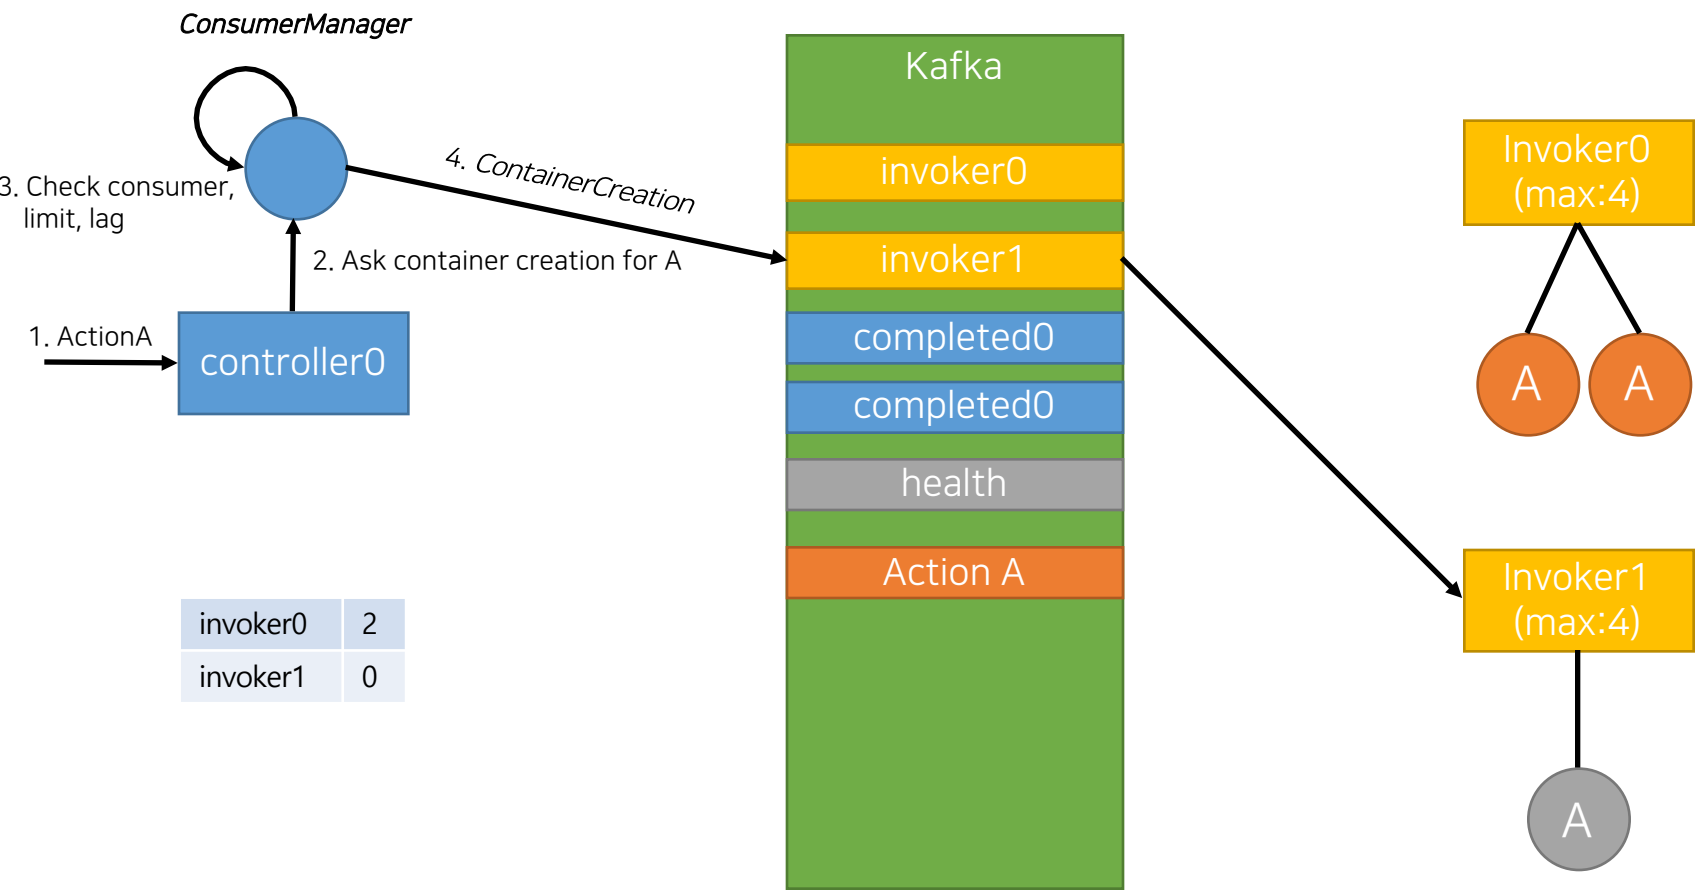 ConsumerManager
3. Check consumer,
limit, lag
4. ContainerCreation
2. Ask container creation for A
1. ActionA
controller0
invoker0 2
invoker1 0
Kafka
invoker0
invoker1
completed0
completed0
health
Action A
Invoker0
(max:4)
A A
Invoker1
(max:4)
A